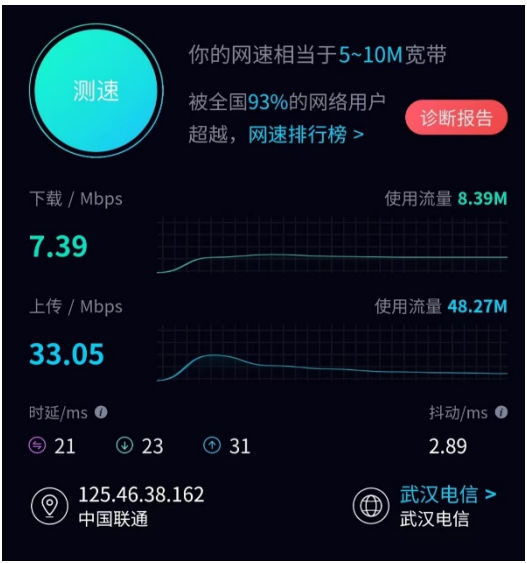 测速
你的网速相当于5~10M宽带
被全国93%的网络用户
超越，网速排行榜 >
诊断报告
下载 / Mbps
使用流量 8.39M
7.39
上传 / Mbps
使用流量 48.27M
33.05
时延/ms
抖动/ms
21 23 31
2.89
125.46.38.162
中国联通
武汉电信 >
武汉电信